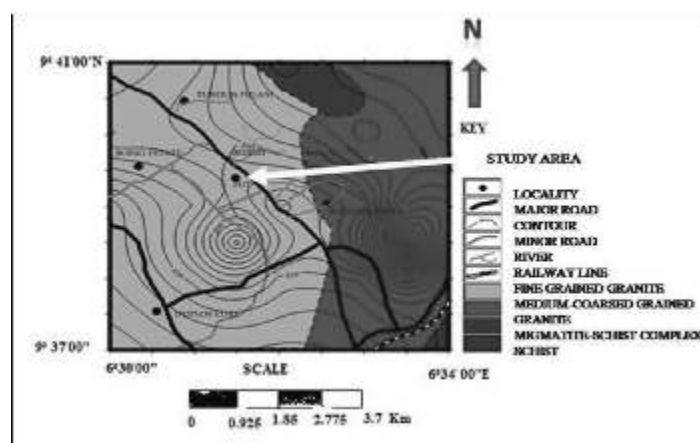 N
9° 41'00"N
KEY
STUDY AREA
LOCALITY
MAJOR ROAD
CONTOUR
MINOR ROAD
RIVER
RAILWAY LINE
FINE GRAINED GRANITE
MEDIUM-COARSED GRAINED
GRANITE
MIGMATITE-SCHIST COMPLEX
SCHIST
9° 37'00"
6°30'00" SCALE 6°34'00"E
0 0.925 1.85 2.775 3.7 Km